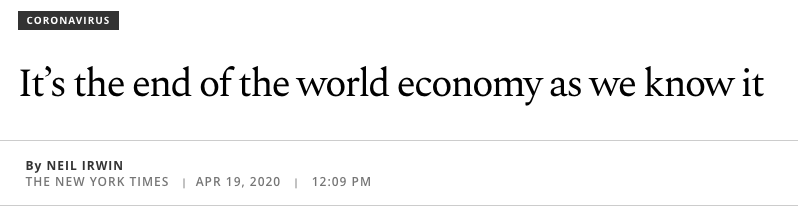 CORONAVIRUS
It’s the end of the world economy as we know it
By NEIL IRWIN
THE NEW YORK TIMES | APR 19, 2020 | 12:09 PM